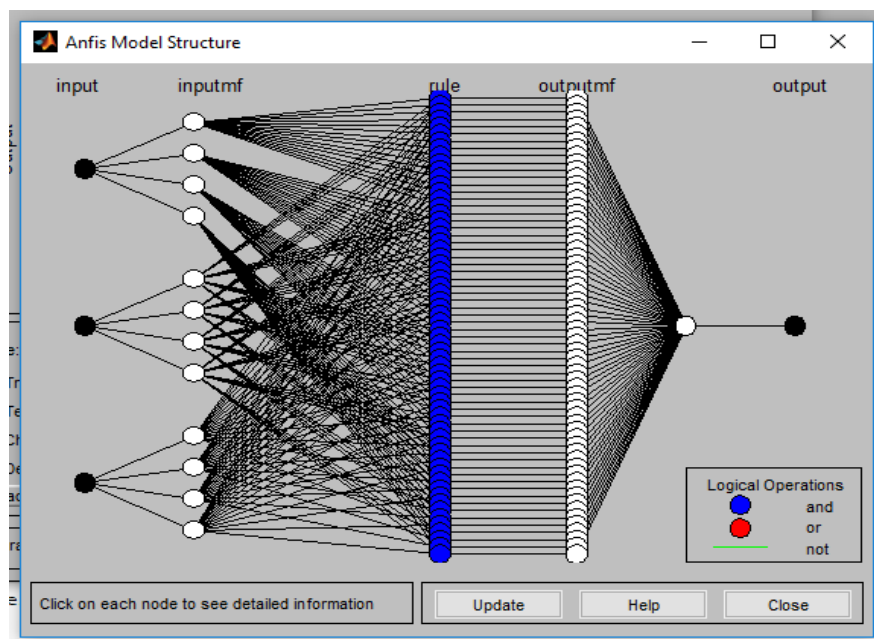 Anfis Model Structure
input inputmf rule outputmf output
Logical Operations
and
or
not
Click on each node to see detailed information
Update Help Close